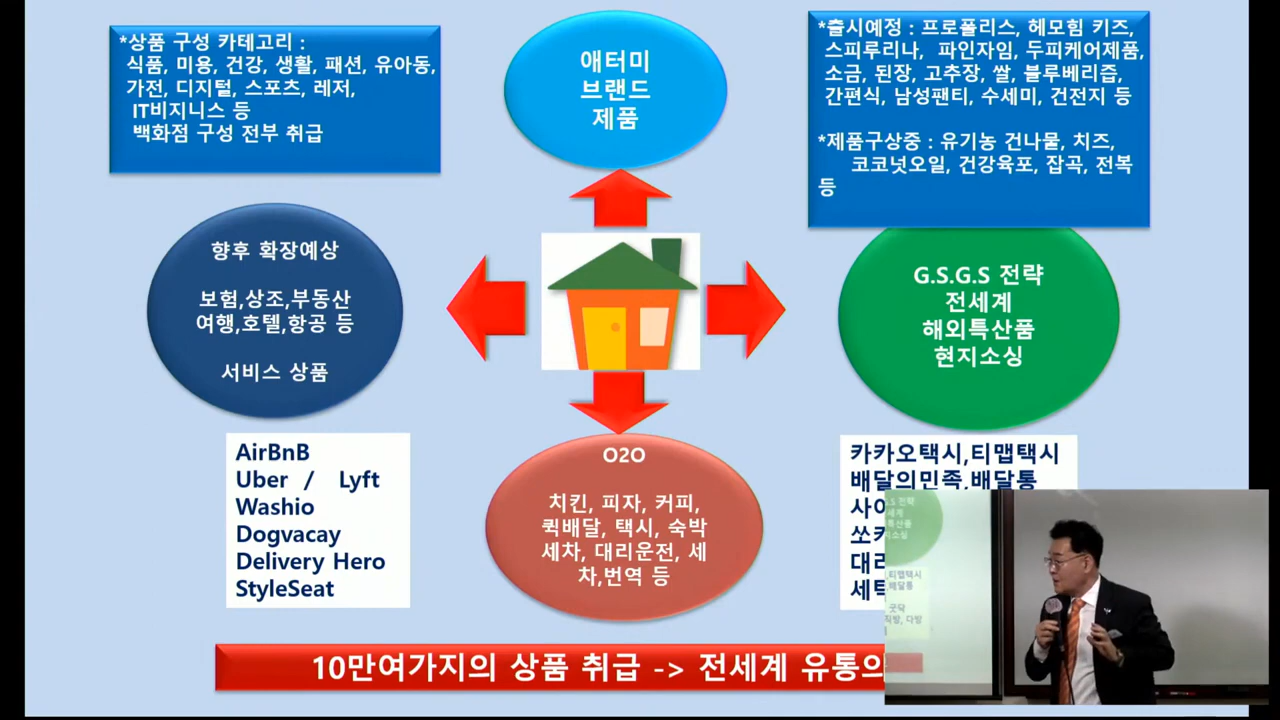 *상품 구성 카테고리 :
식품, 미용, 건강, 생활, 패션, 유아동,
가전, 디지털, 스포츠, 레저,
IT비지니스 등
백화점 구성 전부 취급
애터미
브랜드
제품
*출시예정 : 프로폴리스, 헤모힘 키즈,
스피루리나, 파인자임, 두피케어제품,
소금, 된장, 고추장, 쌀, 블루베리즙,
간편식, 남성팬티, 수세미, 건전지 등
*제품구상중 : 유기농 건나물, 치즈,
코코넛오일, 건강육포, 잡곡, 전복
등
향후 확장예상
보험,상조,부동산
여행,호텔,항공 등
서비스 상품
G.S.G.S 전략
전세계
해외특산품
현지소싱
AirBnB
Uber / Lyft
Washio
Dogvacay
Delivery Hero
StyleSeat
O2O
치킨, 피자, 커피,
퀵배달, 택시, 숙박
세차, 대리운전, 세
차,번역 등
카카오택시,티맵택시
배달의민족,배달통
10만여가지의 상품 취급 -> 전세계 유통의